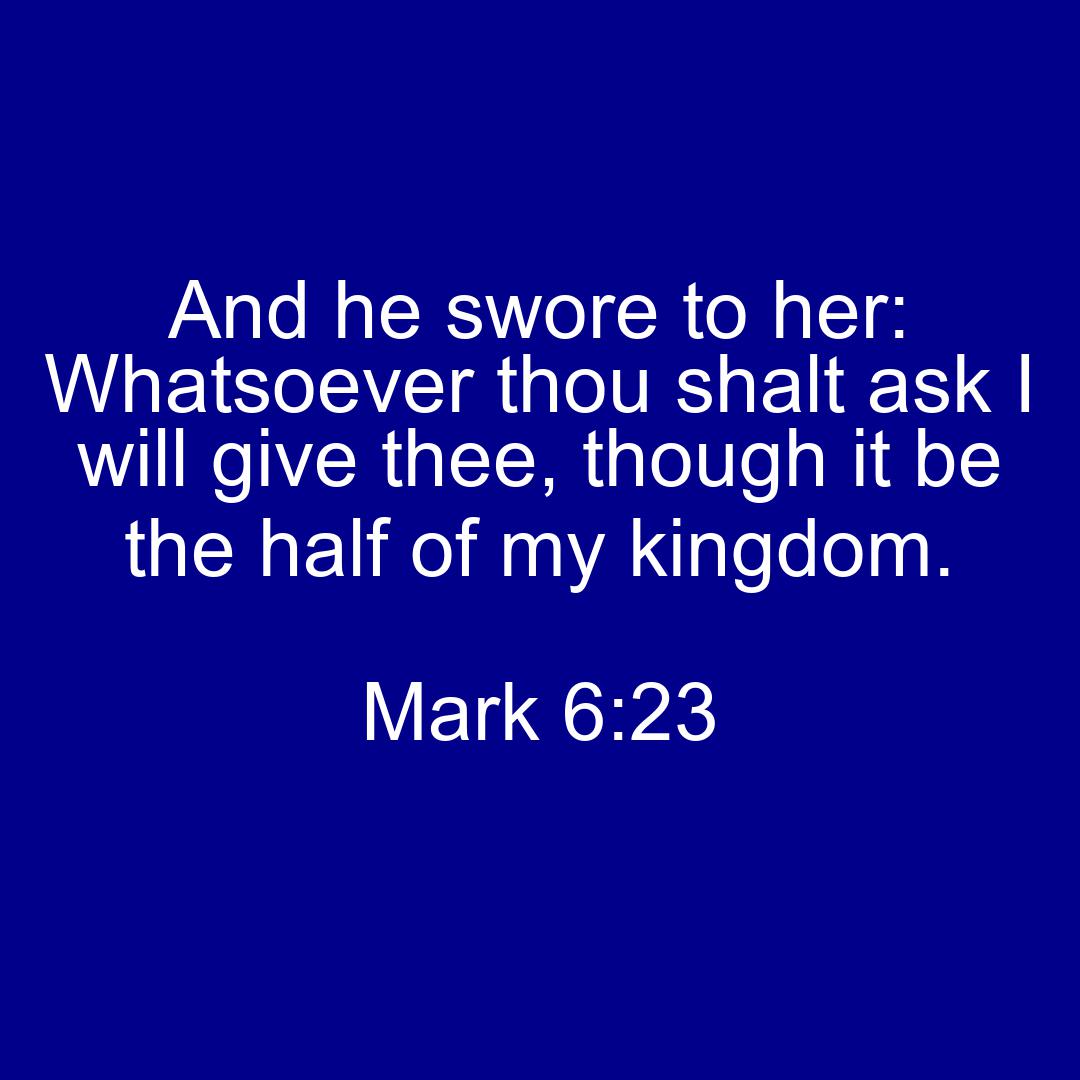 And he swore to her:
Whatsoever thou shalt ask I
will give thee, though it be
the half of my kingdom.
Mark 6:23